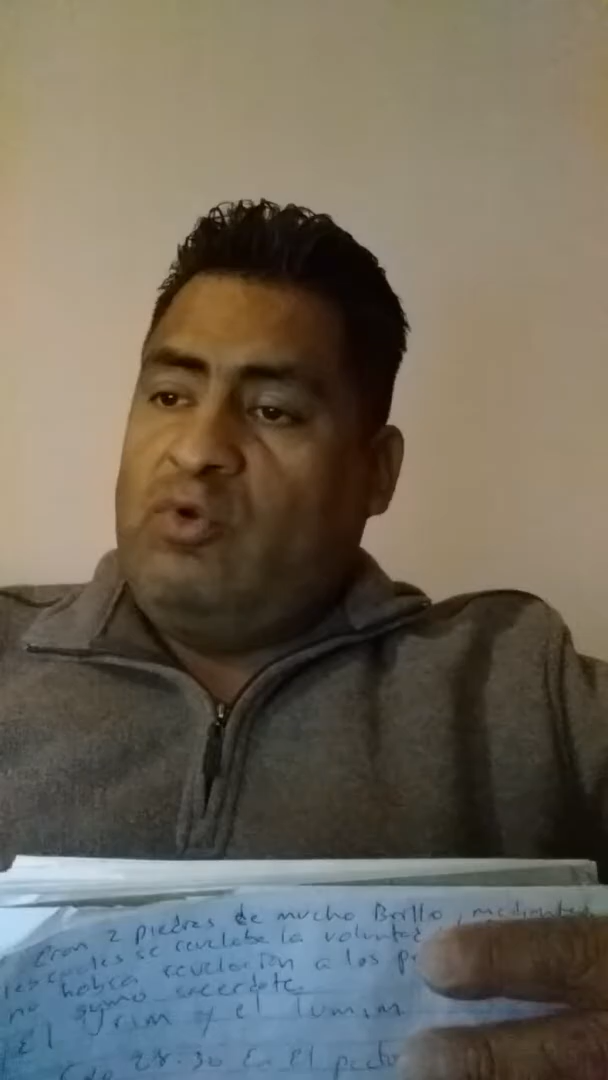 Eran 2 piedras de mucho Brillo, mediante
las cuales se revelaba la voluntad
no habia revelacion a los
sumo sacerdote
El Urim y el Tumim
28:30 En el pecto